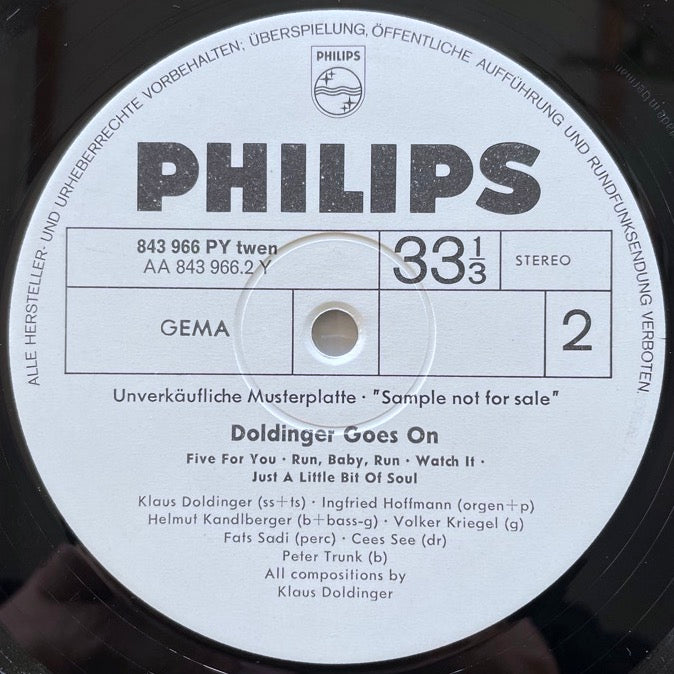 ALLE HERSTELLER- UND URHEBERRECHTE VORBEHALTEN; ÜBERSPIELUNG, ÖFFENTLICHE AUFFÜHRUNG UND RUNDFUNKSENDUNG VERBOTEN.
PHILIPS
PHILIPS
843 966 PY twen
AA 843 966.2 Y
33 1/3
STEREO
GEMA
2
Unverkäufliche Musterplatte · "Sample not for sale"
Doldinger Goes On
Five For You · Run, Baby, Run · Watch It ·
Just A Little Bit Of Soul
Klaus Doldinger (ss+ts) · Ingfried Hoffmann (orgen+p)
Helmut Kandlberger (b+bass-g) · Volker Kriegel (g)
Fats Sadi (perc) · Cees See (dr)
Peter Trunk (b)
All compositions by
Klaus Doldinger